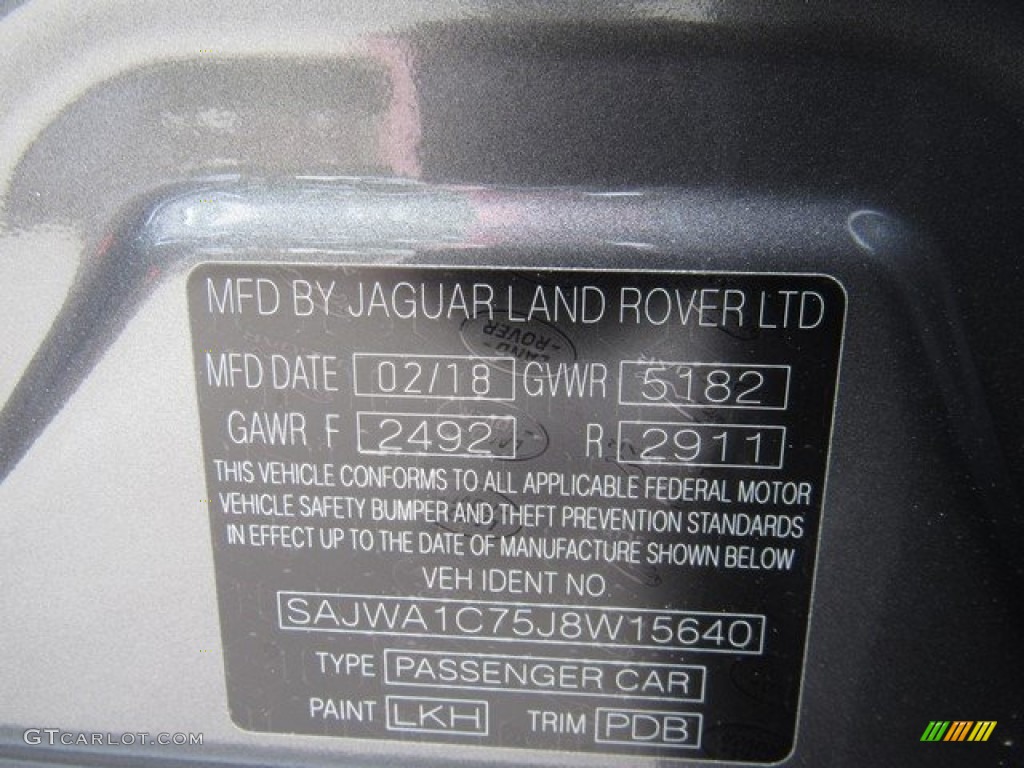 MFD BY JAGUAR LAND ROVER LTD
MFD DATE 02/18 GVWR 5182
GAWR F 2492 R 2911
THIS VEHICLE CONFORMS TO ALL APPLICABLE FEDERAL MOTOR
VEHICLE SAFETY BUMPER AND THEFT PREVENTION STANDARDS
IN EFFECT UP TO THE DATE OF MANUFACTURE SHOWN BELOW
VEH IDENT NO.
SAJWA1C75J8W15640
TYPE PASSENGER CAR
PAINT LKH TRIM PDB
LAND-
-ROVER
GTCARLOT.COM